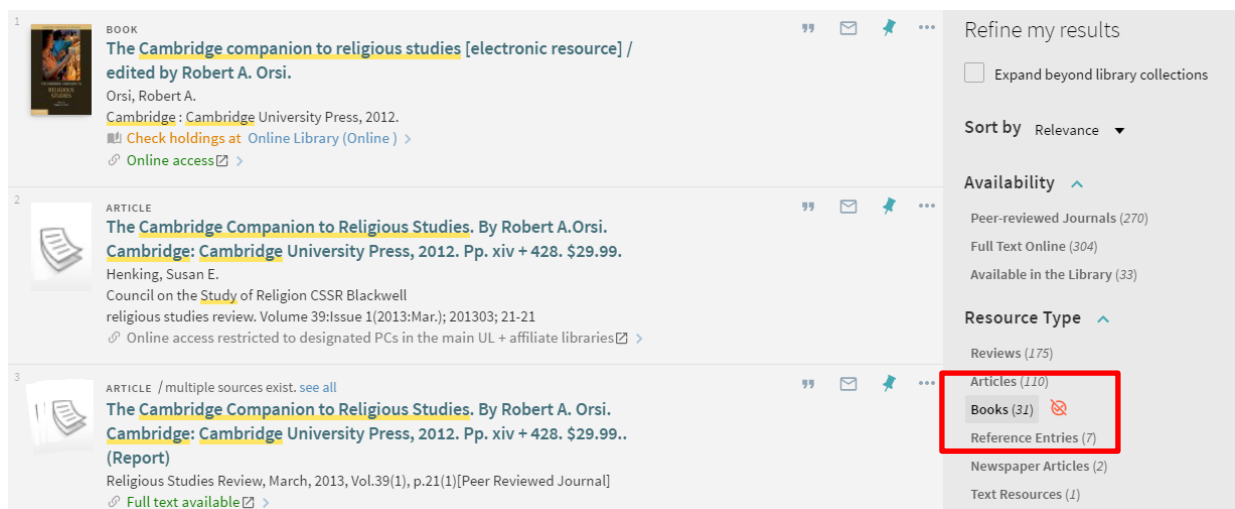 1
BOOK
The Cambridge companion to religious studies [electronic resource] /
edited by Robert A. Orsi.
Orsi, Robert A.
Cambridge : Cambridge University Press, 2012.
Check holdings at Online Library (Online ) >
Online access >
2
ARTICLE
The Cambridge Companion to Religious Studies. By Robert A.Orsi.
Cambridge: Cambridge University Press, 2012. Pp. xiv + 428. $29.99.
Henking, Susan E.
Council on the Study of Religion CSSR Blackwell
religious studies review. Volume 39:Issue 1(2013:Mar.); 201303; 21-21
Online access restricted to designated PCs in the main UL + affiliate libraries >
3
ARTICLE /multiple sources exist. see all
The Cambridge Companion to Religious Studies. By Robert A. Orsi.
Cambridge: Cambridge University Press, 2012. Pp. xiv + 428. $29.99..
(Report)
Religious Studies Review, March, 2013, Vol.39(1), p.21(1)[Peer Reviewed Journal]
Full text available >
Refine my results
Expand beyond library collections
Sort by Relevance
Availability
Peer-reviewed Journals (270)
Full Text Online (304)
Available in the Library (33)
Resource Type
Reviews (175)
Articles (110)
Books (31)
Reference Entries (7)
Newspaper Articles (2)
Text Resources (1)